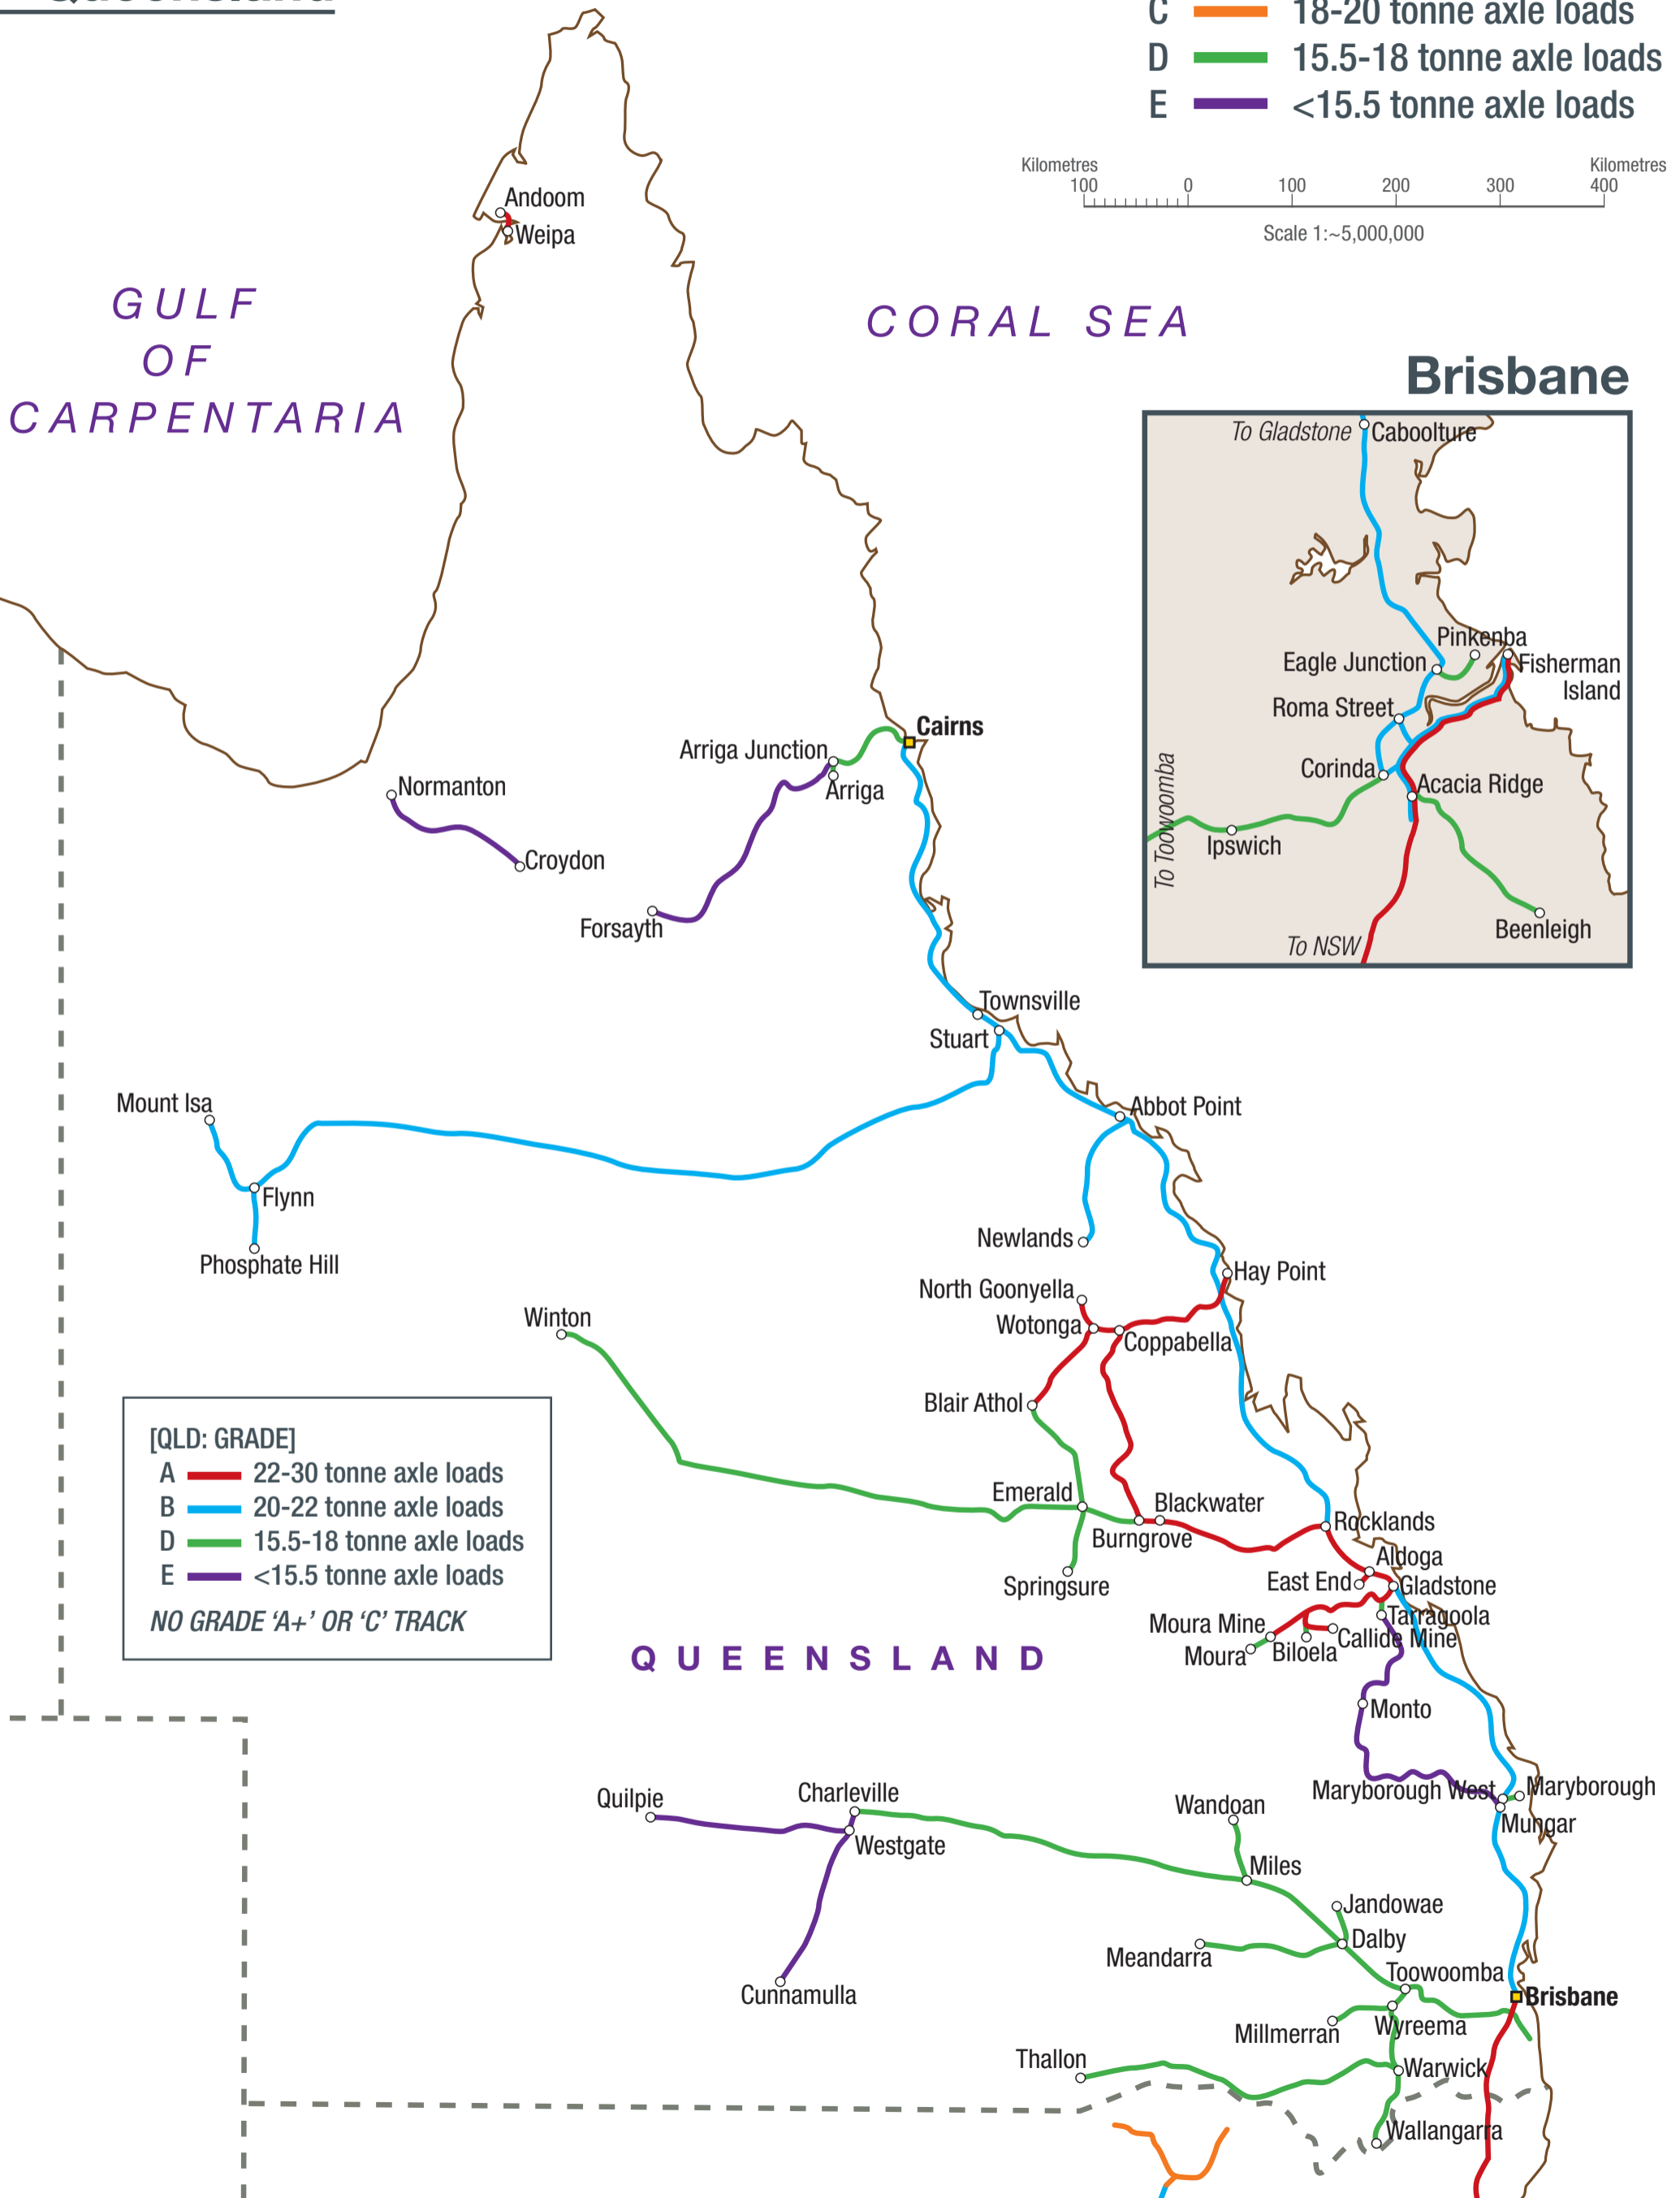 Queensland
C 18-20 tonne axle loads
D 15.5-18 tonne axle loads
E <15.5 tonne axle loads
Kilometres Kilometres
100 0 100 200 300 400
Scale 1:~5,000,000
Andoom
Weipa
GULF
OF
CARPENTARIA
CORAL SEA
Brisbane
To Gladstone
Caboolture
Pinkenba
Eagle Junction
Fisherman
Island
Roma Street
Corinda
Acacia Ridge
To Toowoomba
Ipswich
Beenleigh
To NSW
Cairns
Arriga Junction
Arriga
Normanton
Croydon
Forsayth
Townsville
Stuart
Mount Isa
Abbot Point
Flynn
Phosphate Hill
Newlands
Hay Point
North Goonyella
Wotonga
Coppabella
Winton
Blair Athol
[QLD: GRADE]
A 22-30 tonne axle loads
B 20-22 tonne axle loads
D 15.5-18 tonne axle loads
E <15.5 tonne axle loads
NO GRADE ‘A+’ OR ‘C’ TRACK
Emerald
Blackwater
Burngrove
Rocklands
Springsure
Aldoga
East End
Gladstone
Tarragoola
Moura Mine
Callide Mine
Biloela
Moura
QUEENSLAND
Monto
Quilpie
Charleville
Westgate
Wandoan
Maryborough West
Maryborough
Mungar
Miles
Jandowae
Dalby
Meandarra
Cunnamulla
Toowoomba
Brisbane
Millmerran
Wyreema
Thallon
Warwick
Wallangarra